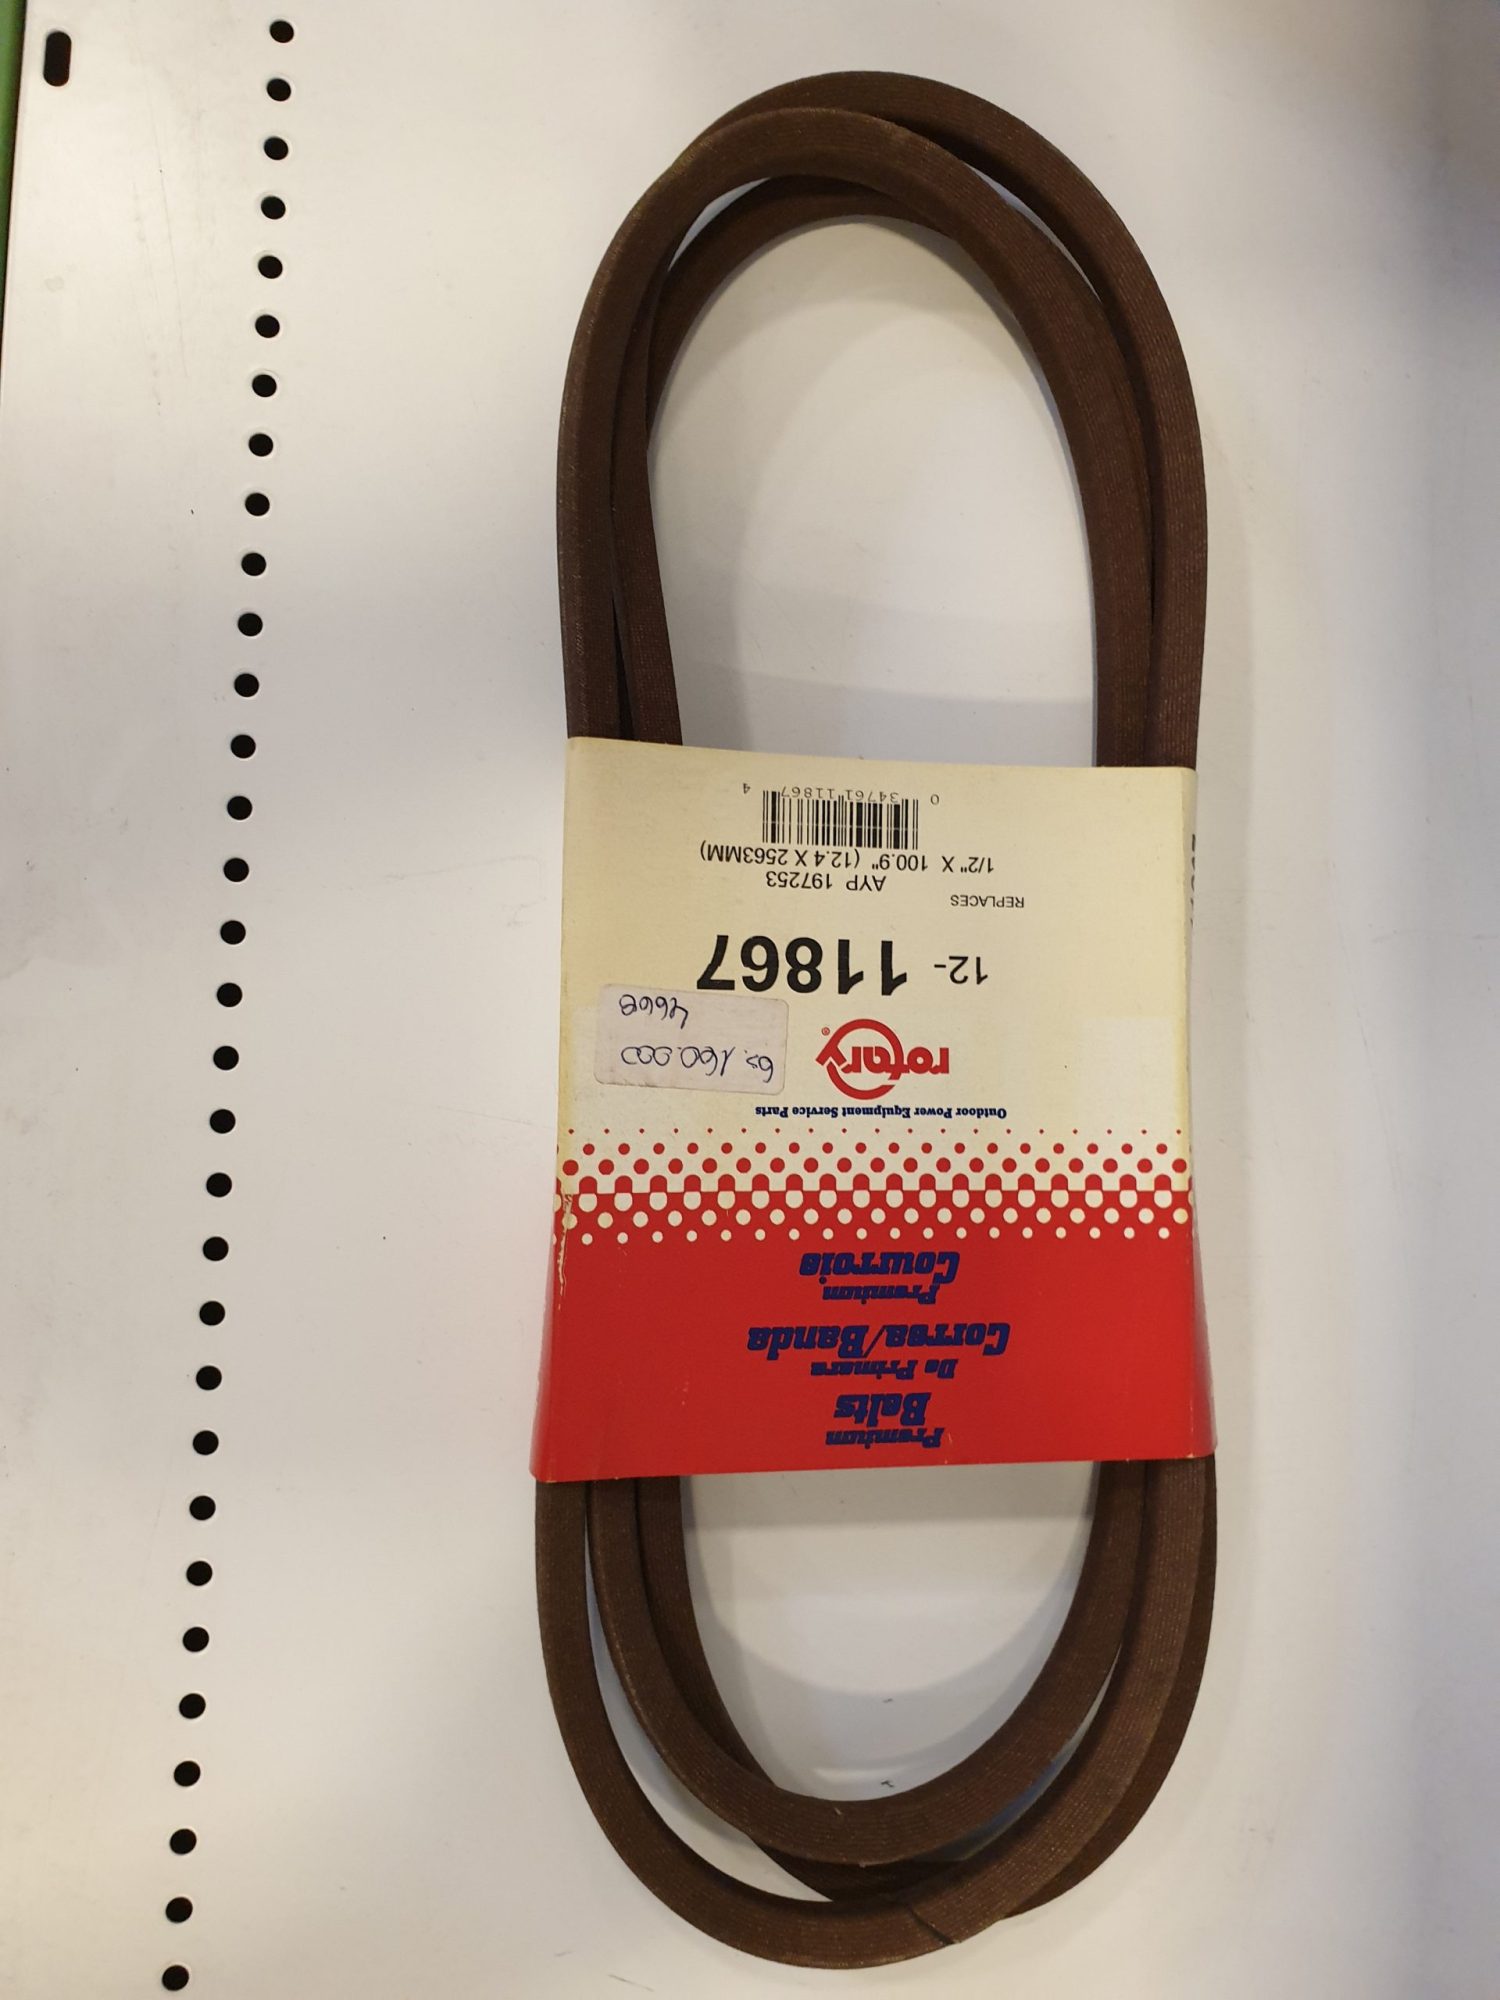 Premium
Belts
De Primera
Correa/Banda
Premium
Courroie
Outdoor Power Equipment Service Parts
rotary®
Gs. 160.000
12- 11867
REPLACES
AYP 197253
1/2" X 100.9" (12.4 X 2563MM)
0 34761 11867 4